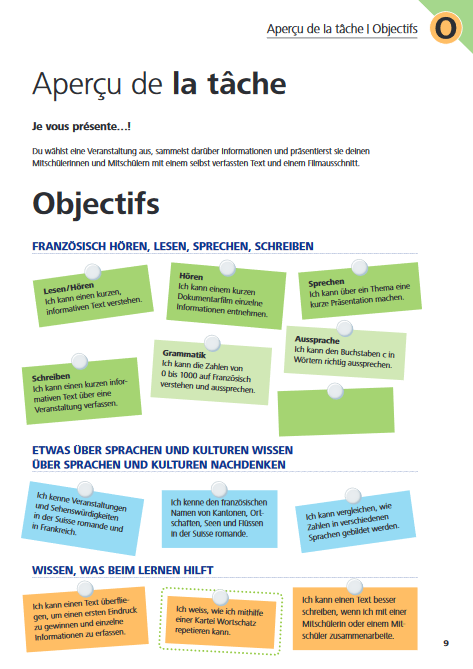 Aperçu de la tâche | Objectifs
O
Aperçu de la tâche
Je vous présente…!
Du wählst eine Veranstaltung aus, sammelst darüber Informationen und präsentierst sie deinen
Mitschülerinnen und Mitschülern mit einem selbst verfassten Text und einem Filmausschnitt.
Objectifs
FRANZÖSISCH HÖREN, LESEN, SPRECHEN, SCHREIBEN
Lesen/Hören
Ich kann einen kurzen,
informativen Text verstehen.
Hören
Ich kann einem kurzen
Dokumentarfilm einzelne
Informationen entnehmen.
Sprechen
Ich kann über ein Thema eine
kurze Präsentation machen.
Schreiben
Ich kann einen kurzen infor-
mativen Text über eine
Veranstaltung verfassen.
Grammatik
Ich kann die Zahlen von
0 bis 1000 auf Französisch
verstehen und aussprechen.
Aussprache
Ich kann den Buchstaben c in
Wörtern richtig aussprechen.
ETWAS ÜBER SPRACHEN UND KULTUREN WISSEN
ÜBER SPRACHEN UND KULTUREN NACHDENKEN
Ich kenne Veranstaltungen
und Sehenswürdigkeiten
in der Suisse romande und
in Frankreich.
Ich kenne den französischen
Namen von Kantonen, Ort-
schaften, Seen und Flüssen
in der Suisse romande.
Ich kann vergleichen, wie
Zahlen in verschiedenen
Sprachen gebildet werden.
WISSEN, WAS BEIM LERNEN HILFT
Ich kann einen Text überflie-
gen, um einen ersten Eindruck
zu gewinnen und einzelne
Informationen zu erfassen.
Ich weiss, wie ich mithilfe
einer Kartei Wortschatz
repetieren kann.
Ich kann einen Text besser
schreiben, wenn ich mit einer
Mitschülerin oder einem Mit-
schüler zusammenarbeite.
9